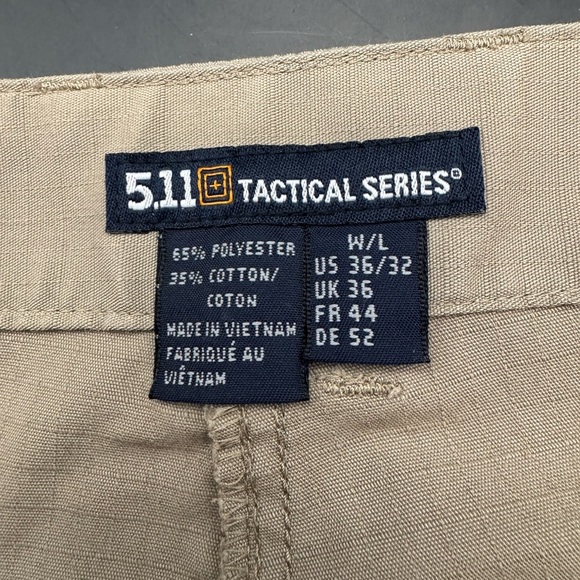 5.11 TACTICAL SERIES®
65% POLYESTER
35% COTTON/
COTON
MADE IN VIETNAM
FABRIQUÉ AU
VIÊTNAM
W/L
US 36/32
UK 36
FR 44
DE 52